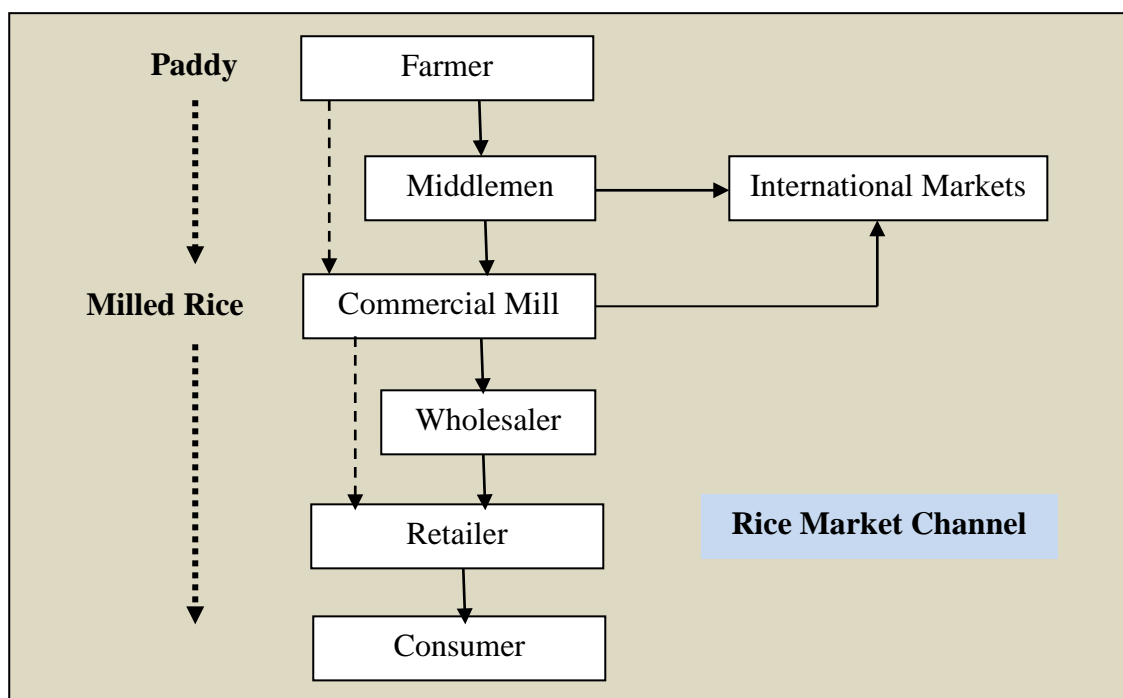 Paddy
Farmer
Middlemen
International Markets
Milled Rice
Commercial Mill
Wholesaler
Rice Market Channel
Retailer
Consumer